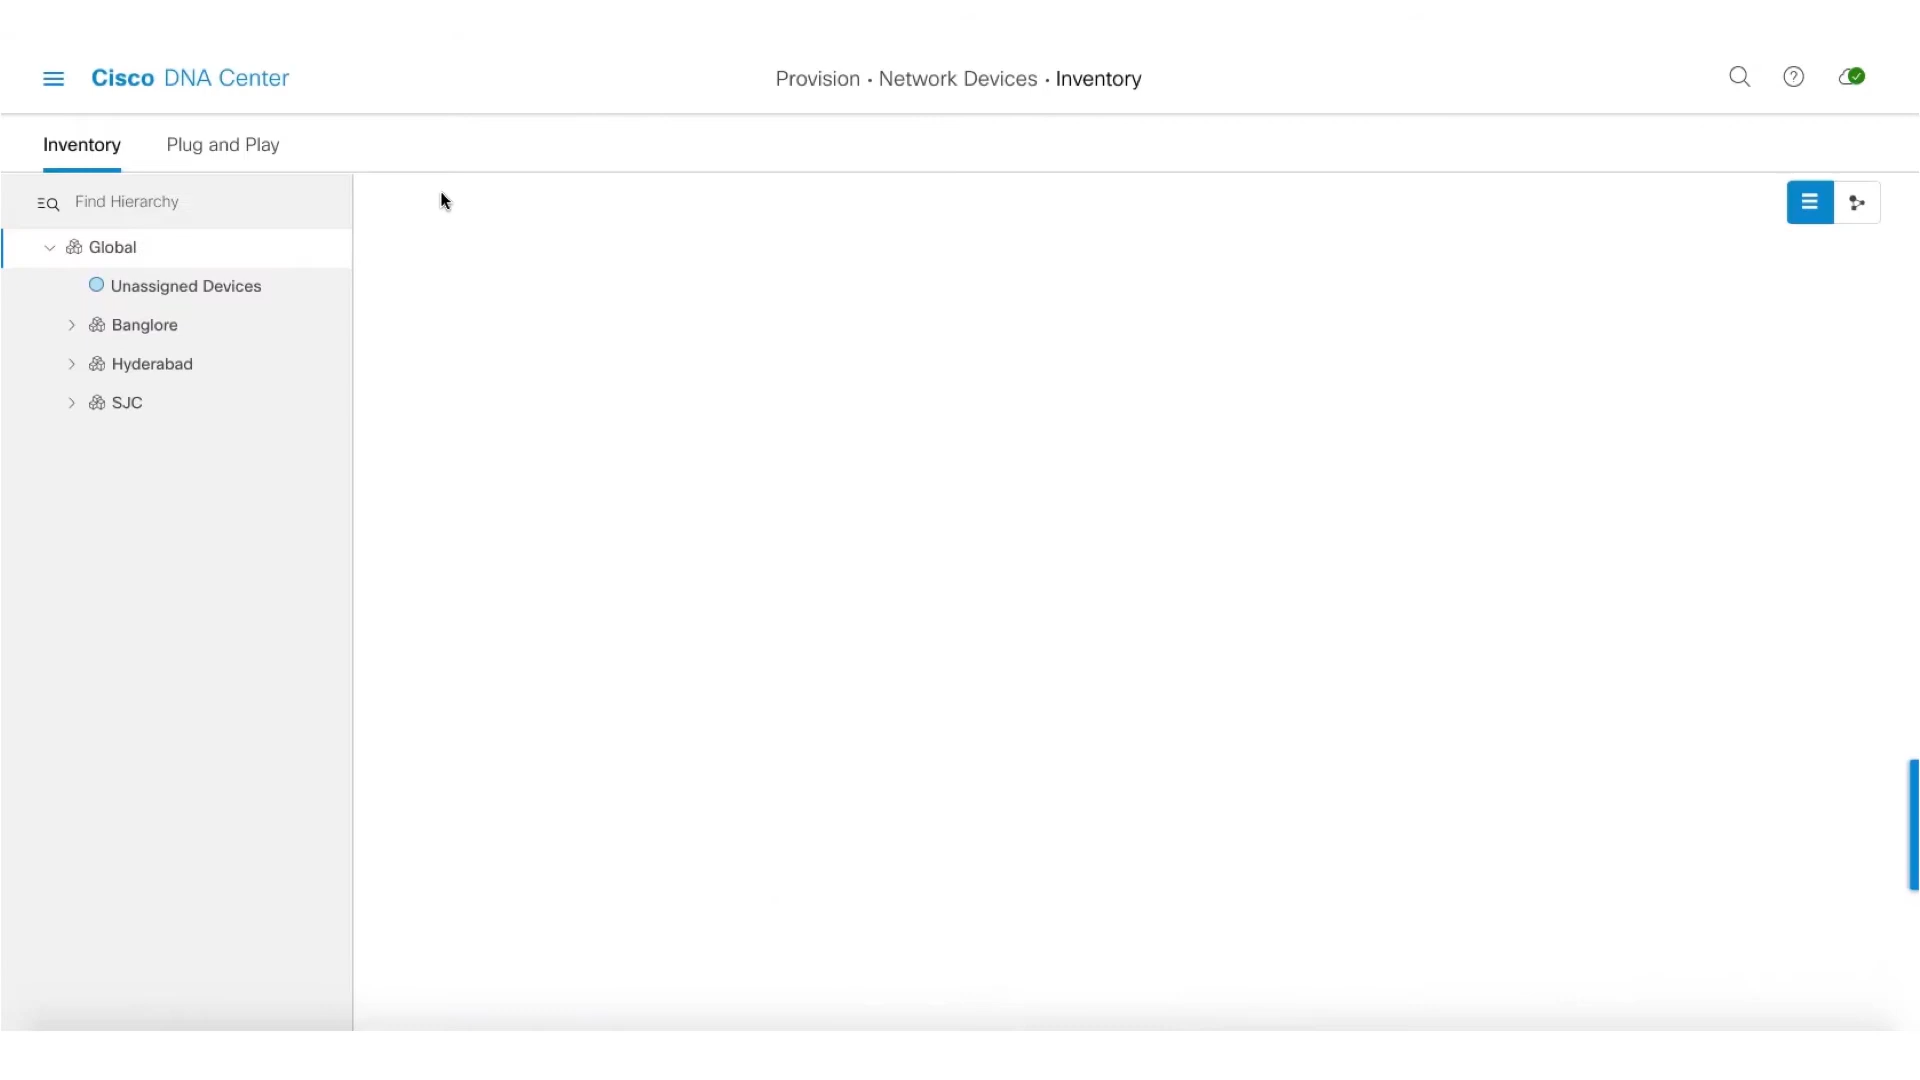 Cisco DNA Center
Provision · Network Devices · Inventory
Inventory
Plug and Play
Find Hierarchy
Global
Unassigned Devices
Banglore
Hyderabad
SJC